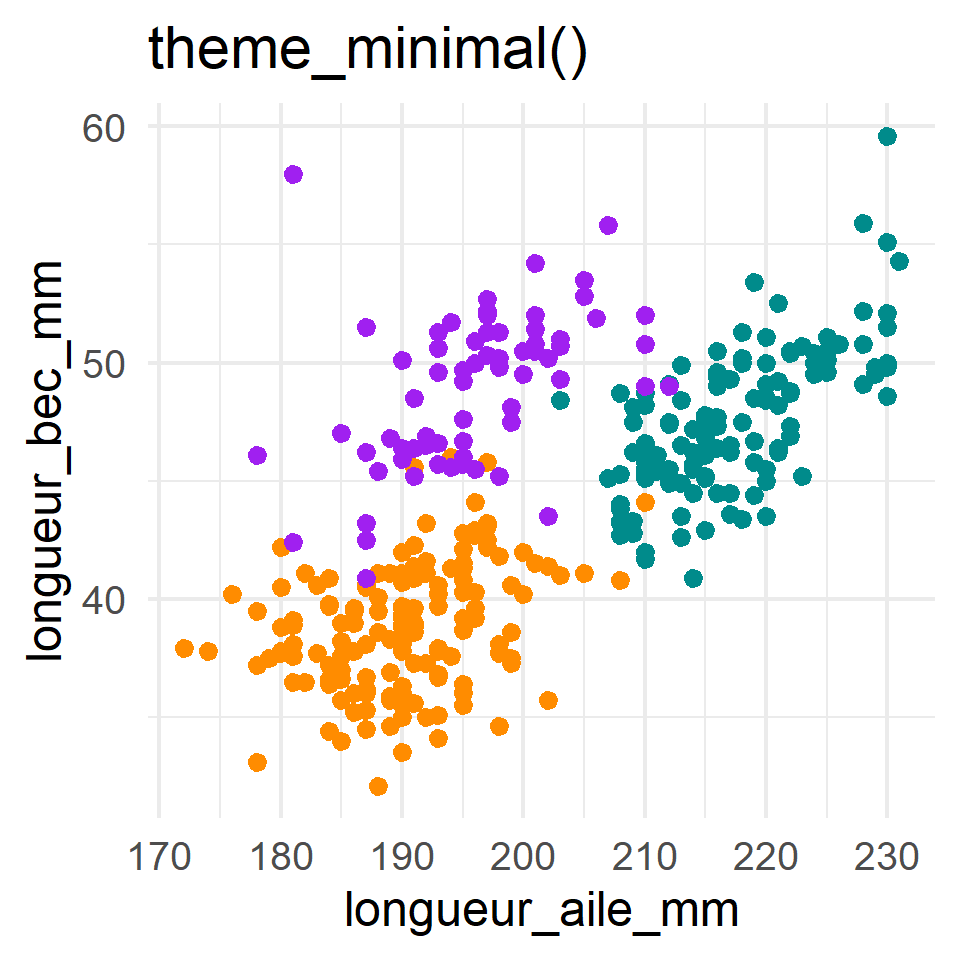 theme_minimal()
60
50
40
longueur_bec_mm
170 180 190 200 210 220 230
longueur_aile_mm